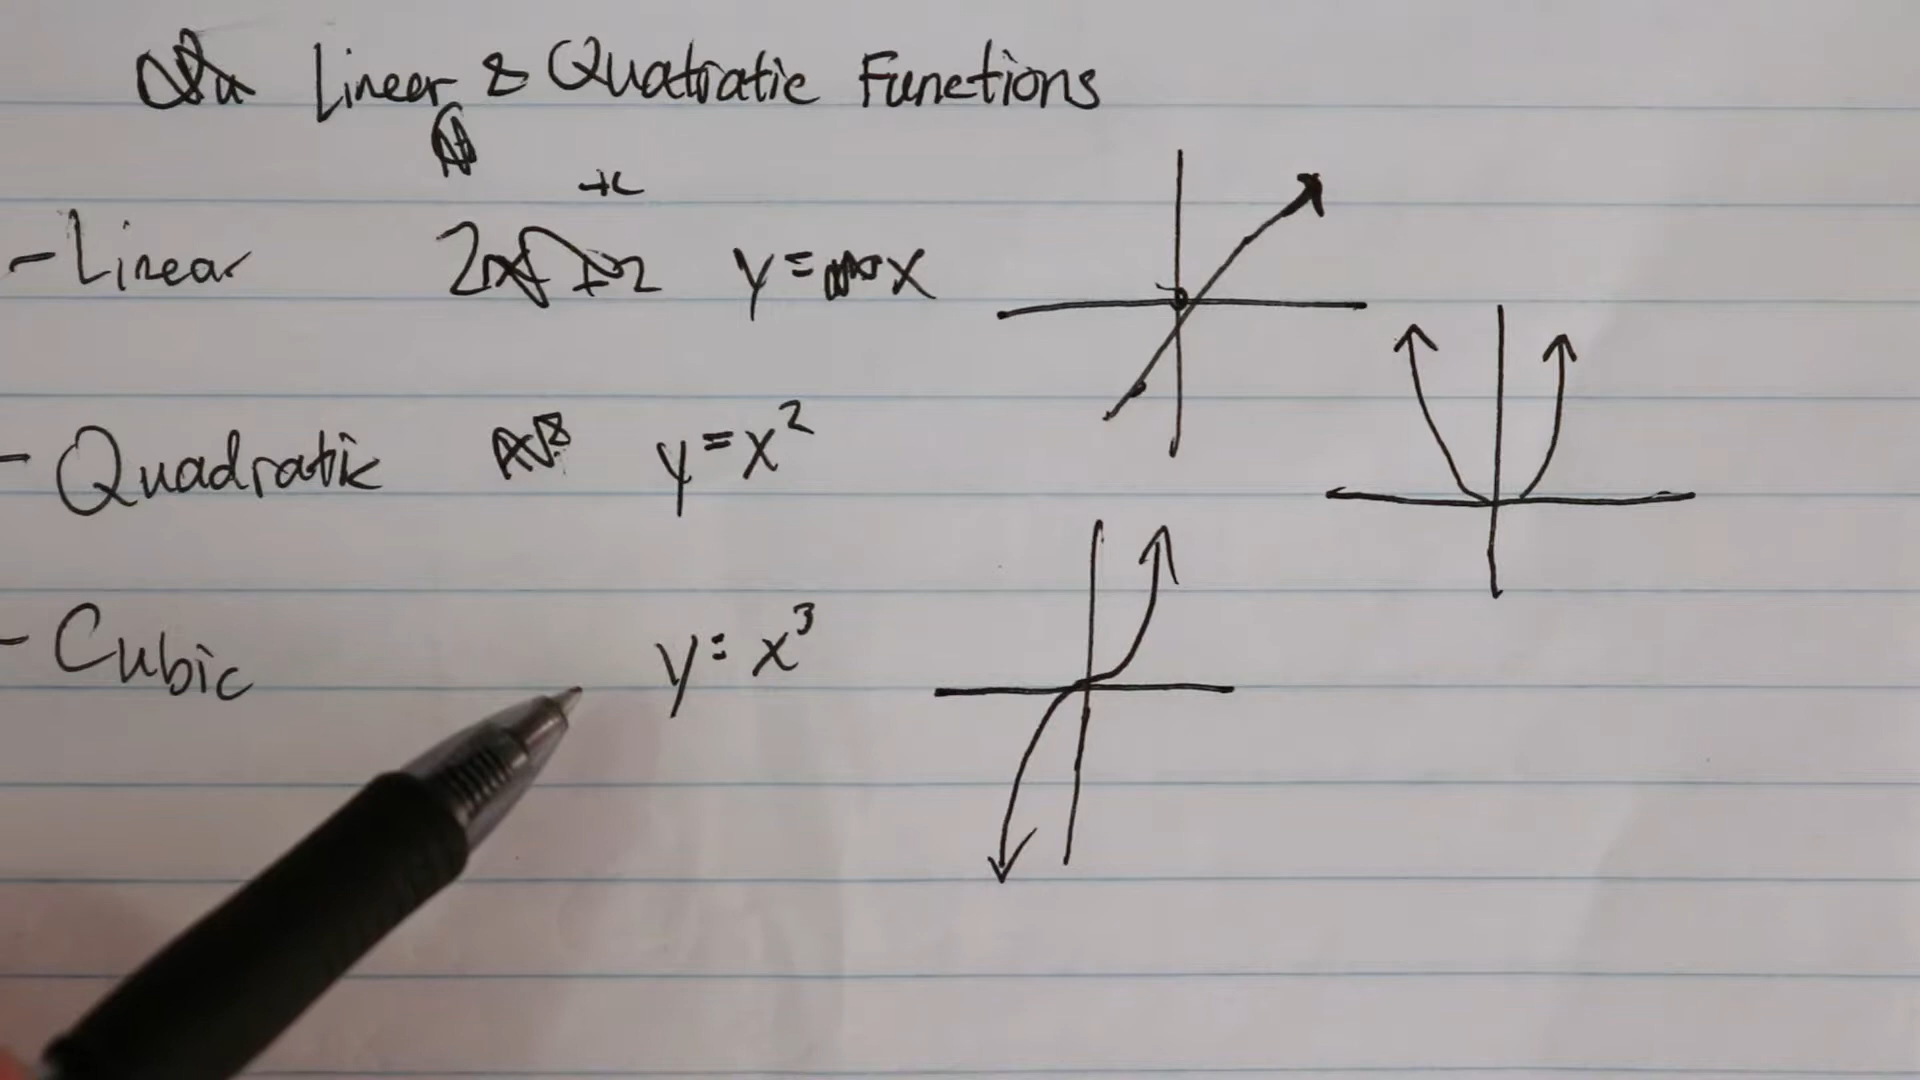 Linear & Quatratic Functions
- Linear y = x
- Quadratic y = x²
- Cubic y = x³